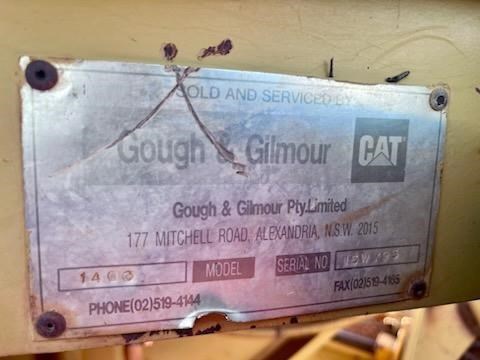 SOLD AND SERVICED BY
Gough & Gilmour CAT
Gough & Gilmour Pty.Limited
177 MITCHELL ROAD, ALEXANDRIA, N.S.W. 2015
MODEL SERIAL NO
PHONE(02)519-4144 FAX(02)519-4165